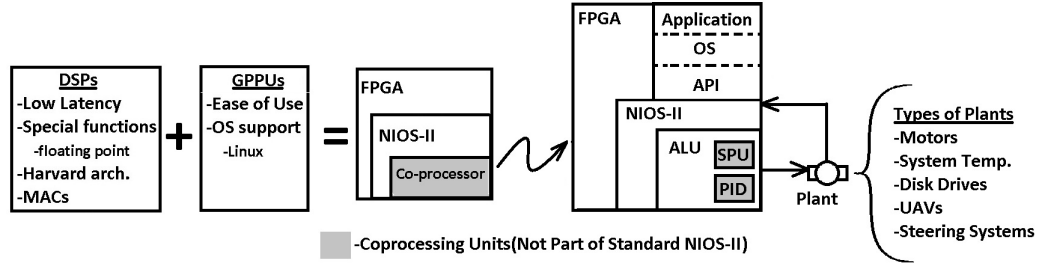 DSPs
-Low Latency
-Special functions
-floating point
-Harvard arch.
-MACs
+
GPPUs
-Ease of Use
-OS support
-Linux
=
FPGA
NIOS-II
Co-processor
FPGA
Application
OS
API
NIOS-II
ALU
SPU
PID
Plant
Types of Plants
-Motors
-System Temp.
-Disk Drives
-UAVs
-Steering Systems
-Coprocessing Units(Not Part of Standard NIOS-II)